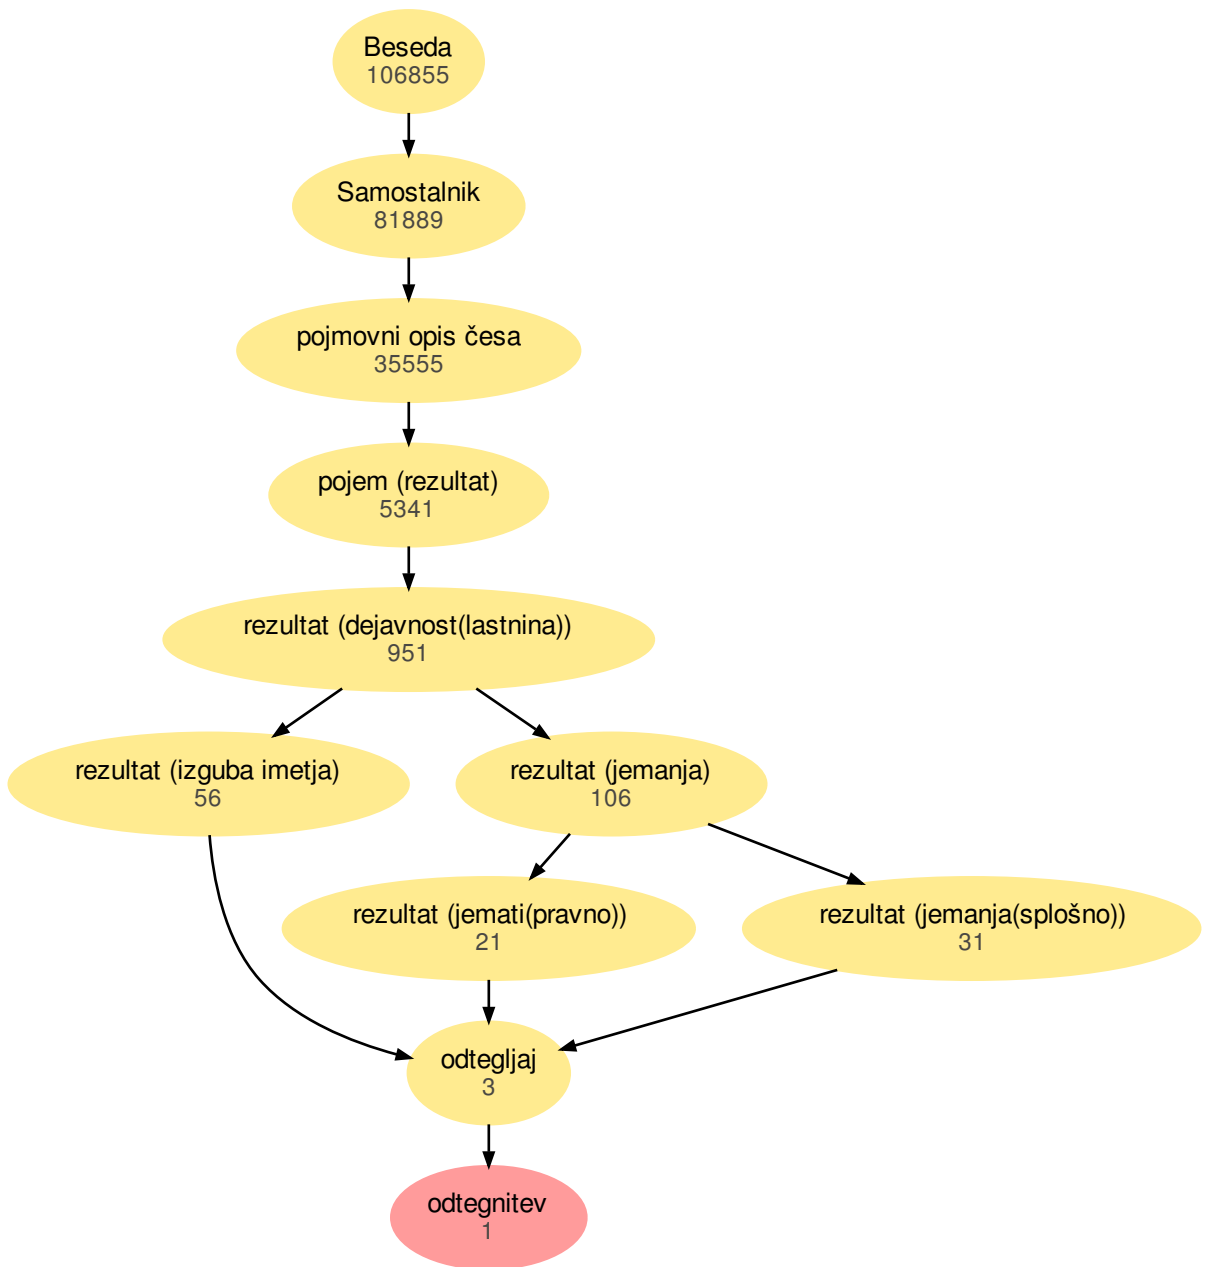 Beseda
106855
Samostalnik
81889
pojmovni opis česa
35555
pojem (rezultat)
5341
rezultat (dejavnost(lastnina))
951
rezultat (izguba imetja)
56
rezultat (jemanja)
106
rezultat (jemati(pravno))
21
rezultat (jemanja(splošno))
31
odtegljaj
3
odtegnitev
1